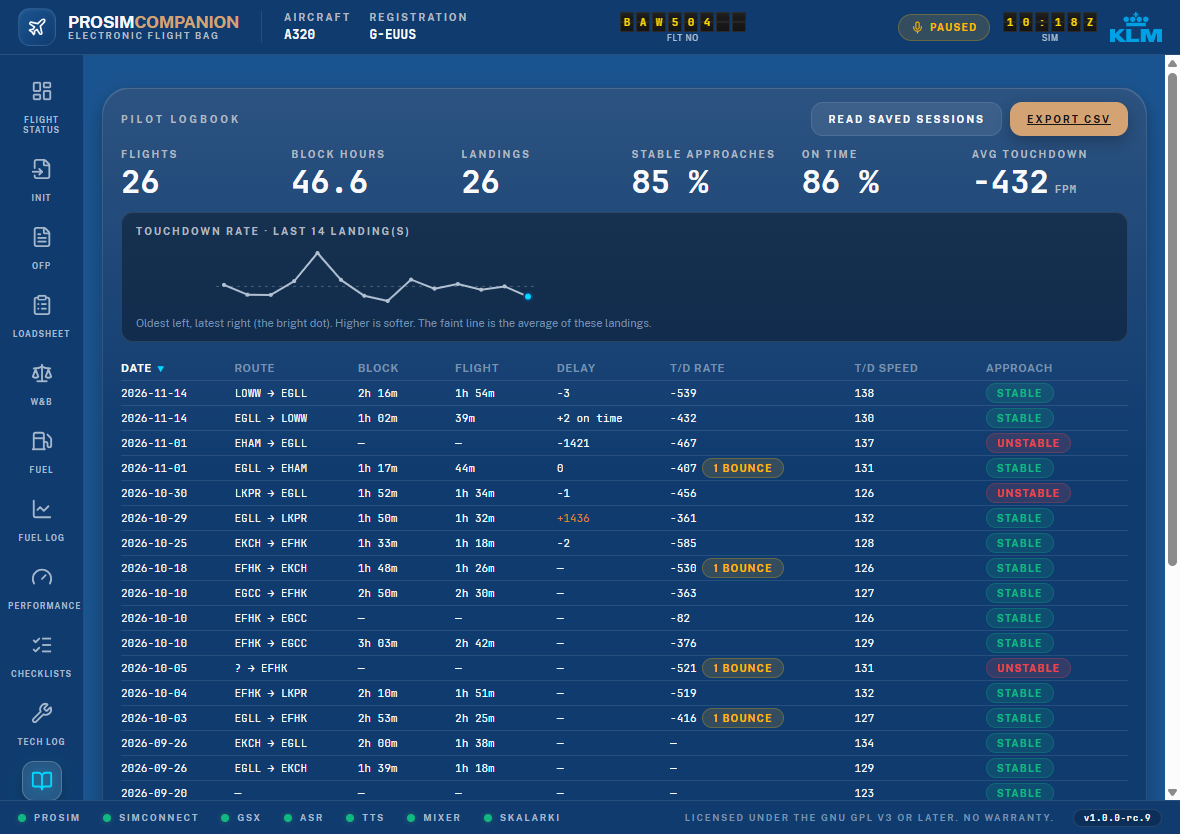 PROSIMCOMPANION
ELECTRONIC FLIGHT BAG
AIRCRAFT
A320
REGISTRATION
G-EUUS
BAW504
FLT NO
PAUSED
10:18Z
SIM
KLM
FLIGHT STATUS
INIT
OFP
LOADSHEET
W&B
FUEL
FUEL LOG
PERFORMANCE
CHECKLISTS
TECH LOG
PILOT LOGBOOK
READ SAVED SESSIONS
EXPORT CSV
FLIGHTS
26
BLOCK HOURS
46.6
LANDINGS
26
STABLE APPROACHES
85 %
ON TIME
86 %
AVG TOUCHDOWN
-432 FPM
TOUCHDOWN RATE · LAST 14 LANDING(S)
Oldest left, latest right (the bright dot). Higher is softer. The faint line is the average of these landings.
DATE ▼ ROUTE BLOCK FLIGHT DELAY T/D RATE T/D SPEED APPROACH
2026-11-14 LOWW → EGLL 2h 16m 1h 54m -3 -539 138 STABLE
2026-11-14 EGLL → LOWW 1h 02m 39m +2 on time -432 130 STABLE
2026-11-01 EHAM → EGLL — — -1421 -467 137 UNSTABLE
2026-11-01 EGLL → EHAM 1h 17m 44m 0 -407 1 BOUNCE 131 STABLE
2026-10-30 LKPR → EGLL 1h 52m 1h 34m -1 -456 126 UNSTABLE
2026-10-29 EGLL → LKPR 1h 50m 1h 32m +1436 -361 132 STABLE
2026-10-25 EKCH → EFHK 1h 33m 1h 18m -2 -585 128 STABLE
2026-10-18 EFHK → EKCH 1h 48m 1h 26m — -530 1 BOUNCE 126 STABLE
2026-10-10 EGCC → EFHK 2h 50m 2h 30m — -363 127 STABLE
2026-10-10 EFHK → EGCC — — — -82 126 STABLE
2026-10-10 EFHK → EGCC 3h 03m 2h 42m — -376 129 STABLE
2026-10-05 ? → EFHK — — — -521 1 BOUNCE 131 UNSTABLE
2026-10-04 EFHK → LKPR 2h 10m 1h 51m — -519 132 STABLE
2026-10-03 EGLL → EFHK 2h 53m 2h 25m — -416 1 BOUNCE 127 STABLE
2026-09-26 EKCH → EGLL 2h 00m 1h 38m — — 134 STABLE
2026-09-26 EGLL → EKCH 1h 39m 1h 18m — — 129 STABLE
2026-09-20 — — — — — 123 STABLE
PROSIM SIMCONNECT GSX ASR TTS MIXER SKALARKI
LICENSED UNDER THE GNU GPL V3 OR LATER. NO WARRANTY.
v1.0.0-rc.9